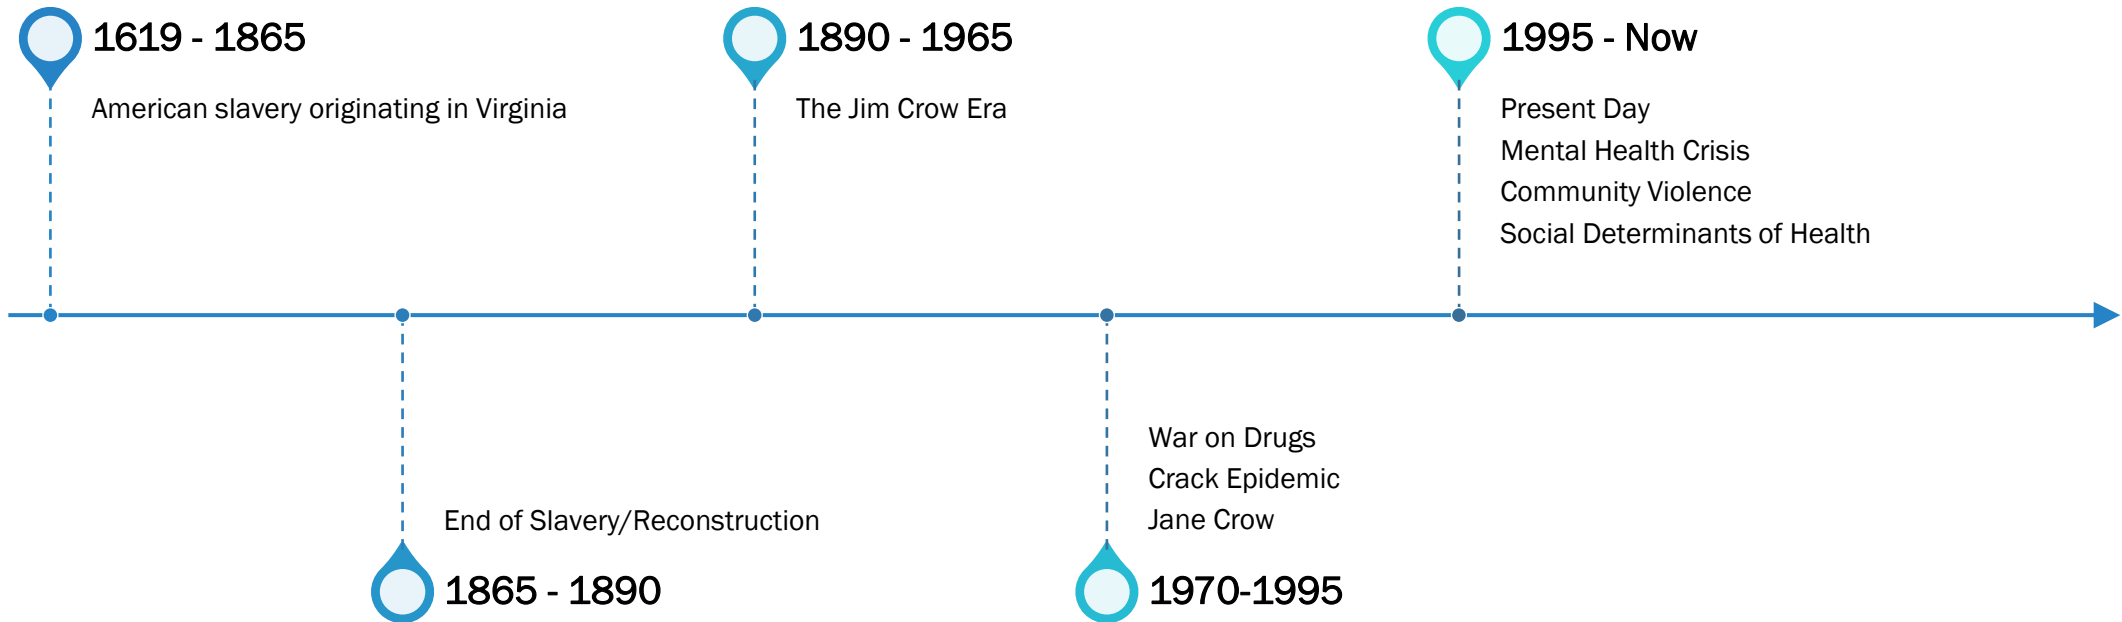 1619 - 1865
American slavery originating in Virginia
End of Slavery/Reconstruction
1865 - 1890
1890 - 1965
The Jim Crow Era
War on Drugs
Crack Epidemic
Jane Crow
1970-1995
1995 - Now
Present Day
Mental Health Crisis
Community Violence
Social Determinants of Health